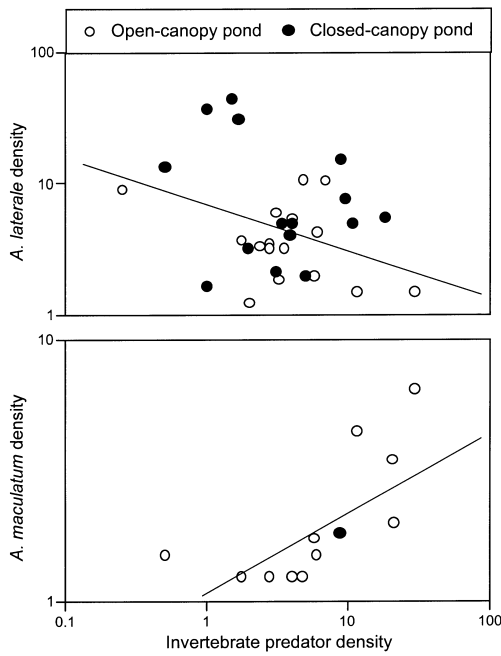 Open-canopy pond Closed-canopy pond
100
A. laterale density
10
1
10
A. maculatum density
1
0.1 1 10 100
Invertebrate predator density